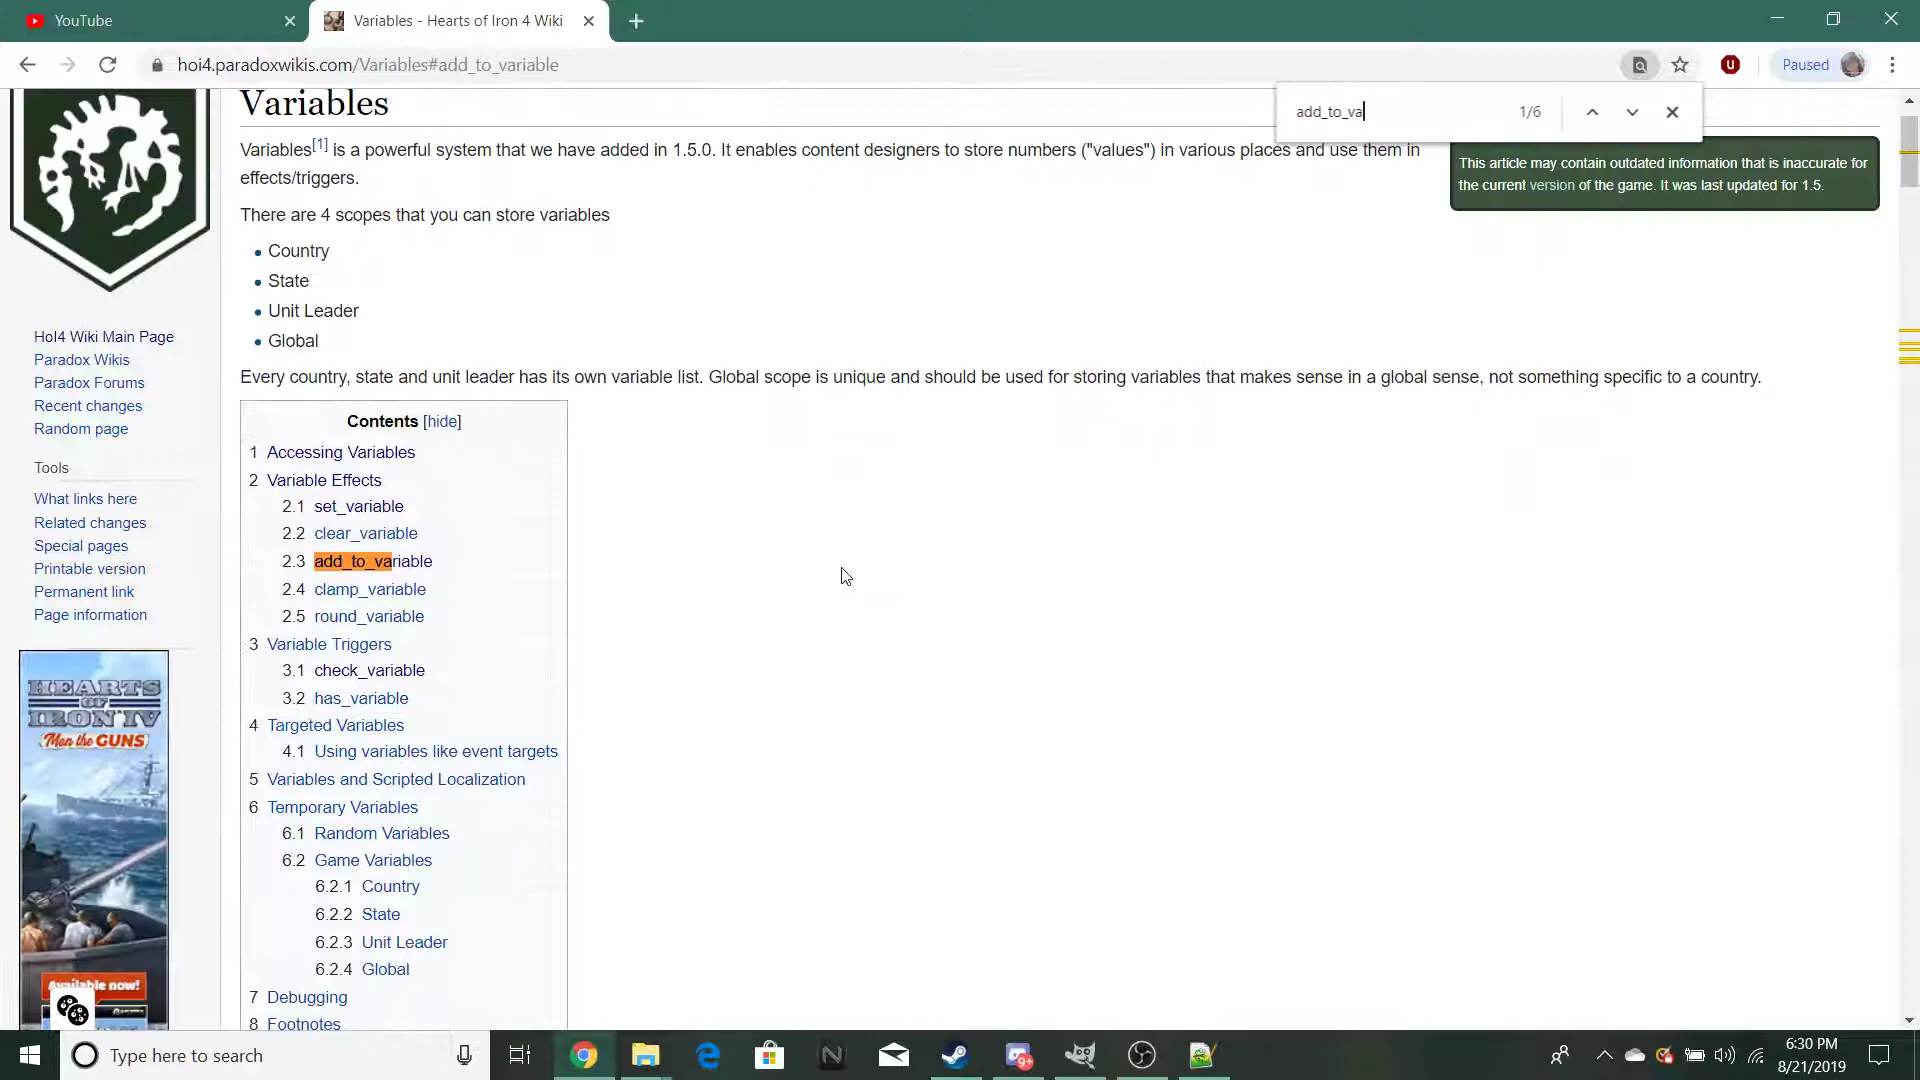 YouTube
Variables - Hearts of Iron 4 Wiki
hoi4.paradoxwikis.com/Variables#add_to_variable
Paused
add_to_va
1/6
Variables
Variables[1] is a powerful system that we have added in 1.5.0. It enables content designers to store numbers ("values") in various places and use them in
effects/triggers.
This article may contain outdated information that is inaccurate for
the current version of the game. It was last updated for 1.5.
There are 4 scopes that you can store variables
Country
State
Unit Leader
Global
Every country, state and unit leader has its own variable list. Global scope is unique and should be used for storing variables that makes sense in a global sense, not something specific to a country.
HoI4 Wiki Main Page
Paradox Wikis
Paradox Forums
Recent changes
Random page
Tools
What links here
Related changes
Special pages
Printable version
Permanent link
Page information
HEARTS
OF
IRON IV
Man the GUNS
Available now!
Contents [hide]
1 Accessing Variables
2 Variable Effects
2.1 set_variable
2.2 clear_variable
2.3 add_to_variable
2.4 clamp_variable
2.5 round_variable
3 Variable Triggers
3.1 check_variable
3.2 has_variable
4 Targeted Variables
4.1 Using variables like event targets
5 Variables and Scripted Localization
6 Temporary Variables
6.1 Random Variables
6.2 Game Variables
6.2.1 Country
6.2.2 State
6.2.3 Unit Leader
6.2.4 Global
7 Debugging
8 Footnotes
Type here to search
9+
6:30 PM
8/21/2019